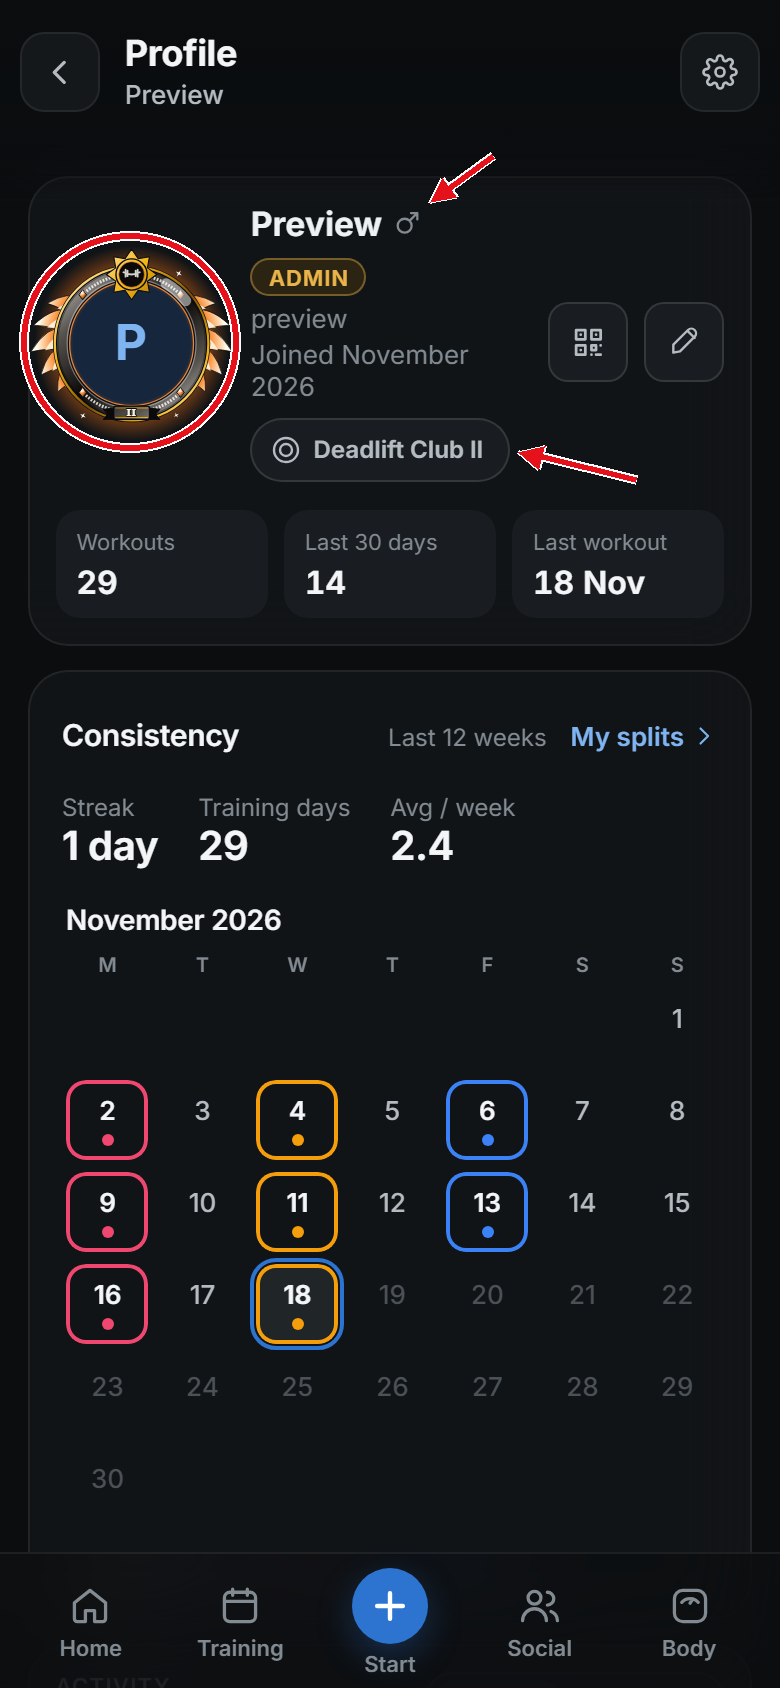 Profile
Preview
Preview
ADMIN
P
preview
Joined November
2026
II
Deadlift Club II
Workouts
Last 30 days
Last workout
29
14
18 Nov
Consistency
Last 12 weeks
My splits
Streak
Training days
Avg / week
1 day
29
2.4
November 2026
M T W T F S S
1
2 3 4 5 6 7 8
9 10 11 12 13 14 15
16 17 18 19 20 21 22
23 24 25 26 27 28 29
30
Home
Training
Start
Social
Body
ACTIVITY